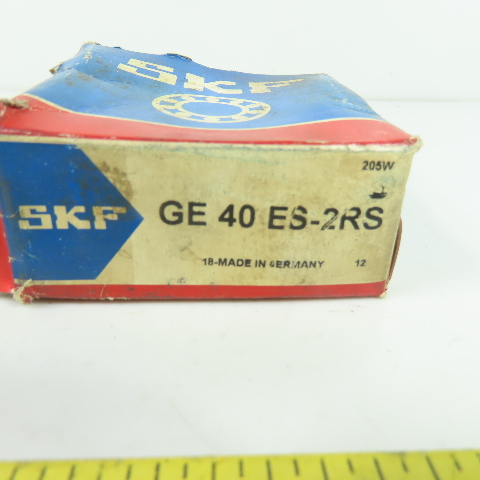 SKF
205W
SKF
GE 40 ES-2RS
18-MADE IN GERMANY 12